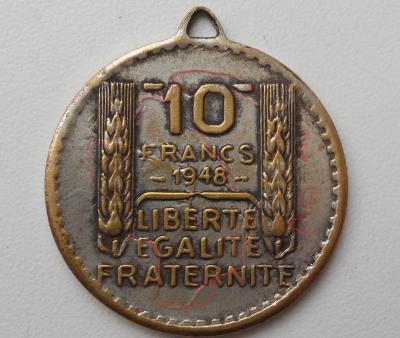 10
FRANCS
- 1948 -
LIBERTE
EGALITE
FRATERNITE